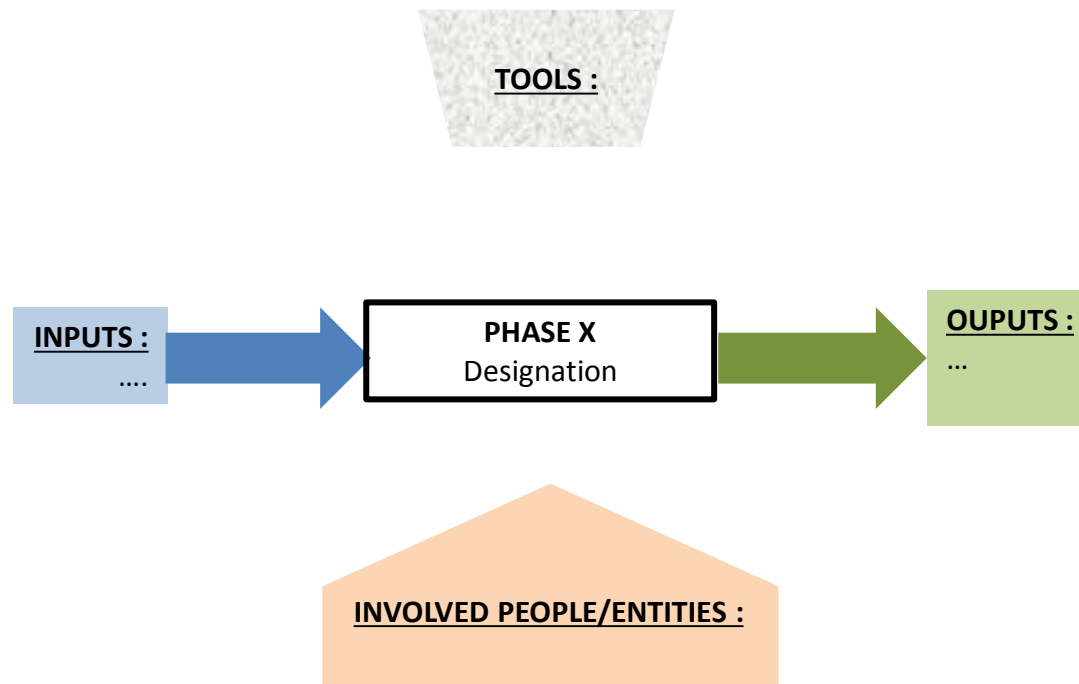 TOOLS :
INPUTS :
....
PHASE X
Designation
OUPUTS :
...
INVOLVED PEOPLE/ENTITIES :